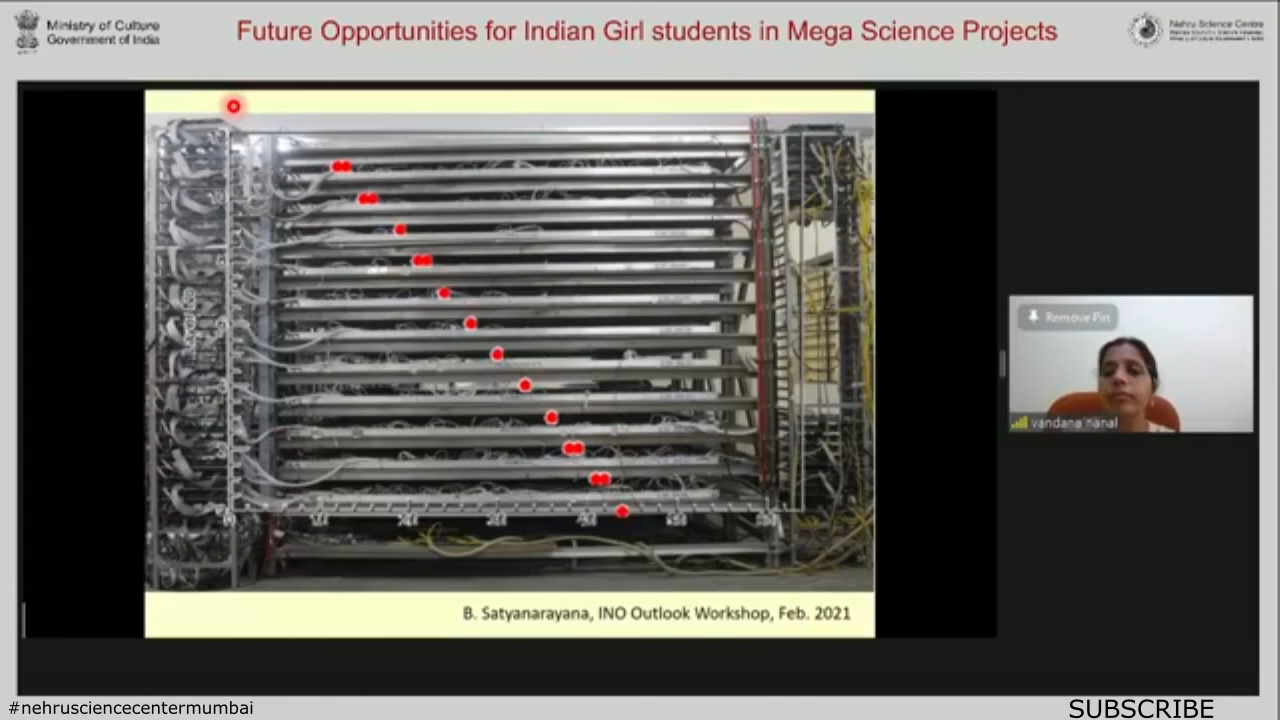 Ministry of Culture
Government of India
Future Opportunities for Indian Girl students in Mega Science Projects
Nehru Science Centre
Remove Pin
vandana nanal
B. Satyanarayana, INO Outlook Workshop, Feb. 2021
#nehrusciencecentermumbai
SUBSCRIBE